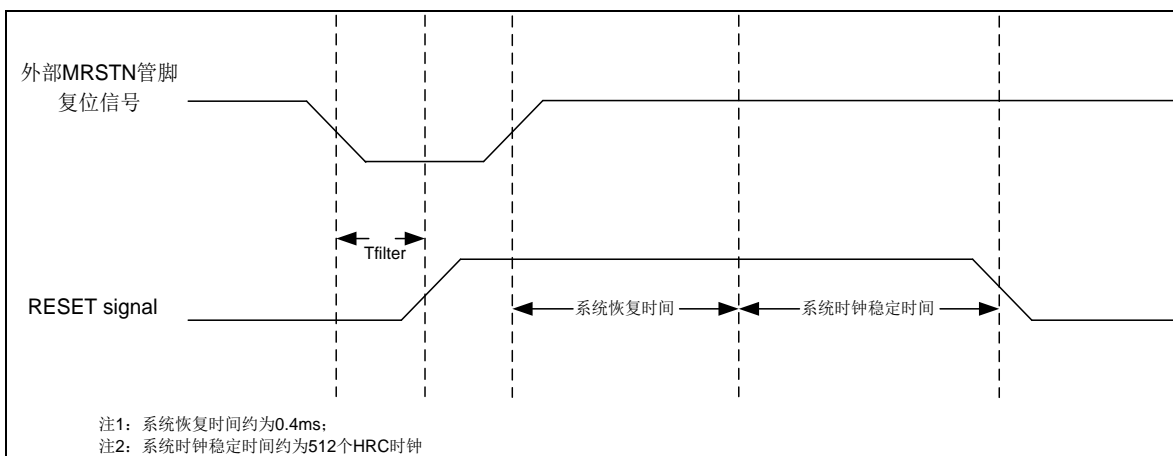 外部MRSTN管脚
复位信号
Tfilter
RESET signal
系统恢复时间
系统时钟稳定时间
注1：系统恢复时间约为0.4ms；
注2：系统时钟稳定时间约为512个HRC时钟